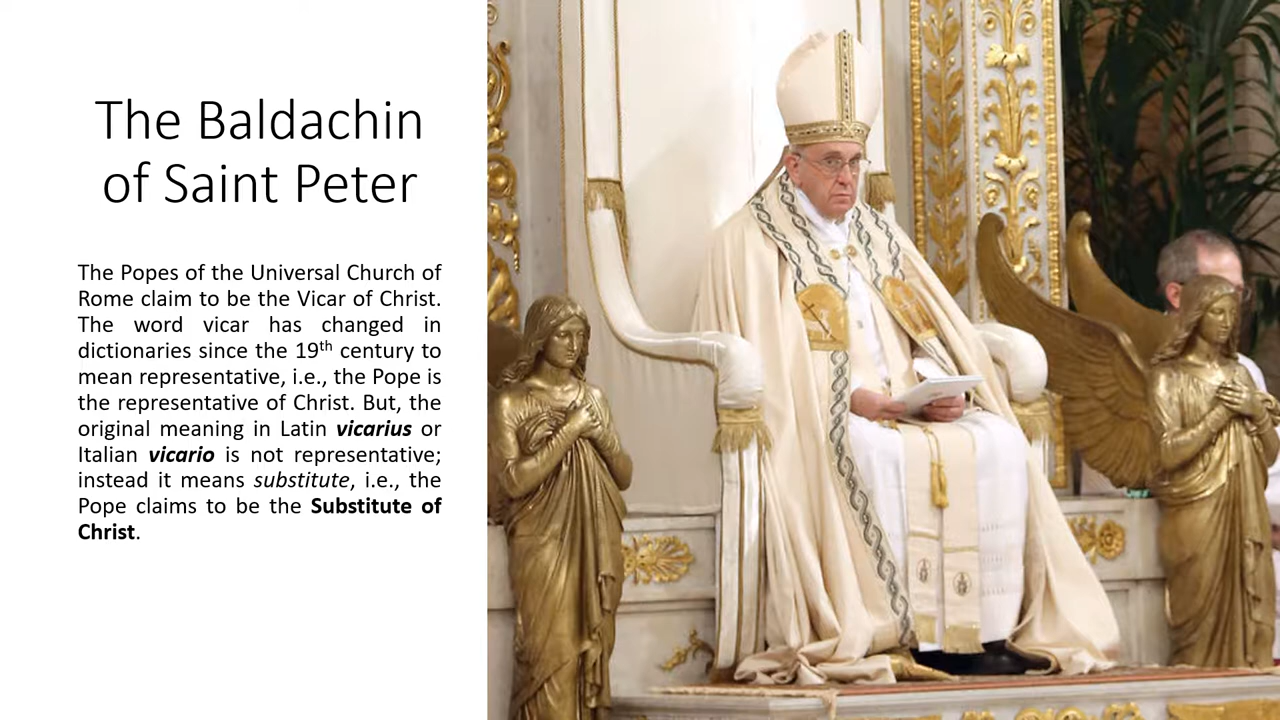 The Baldachin
of Saint Peter
The Popes of the Universal Church of
Rome claim to be the Vicar of Christ.
The word vicar has changed in
dictionaries since the 19th century to
mean representative, i.e., the Pope is
the representative of Christ. But, the
original meaning in Latin vicarius or
Italian vicario is not representative;
instead it means substitute, i.e., the
Pope claims to be the Substitute of
Christ.